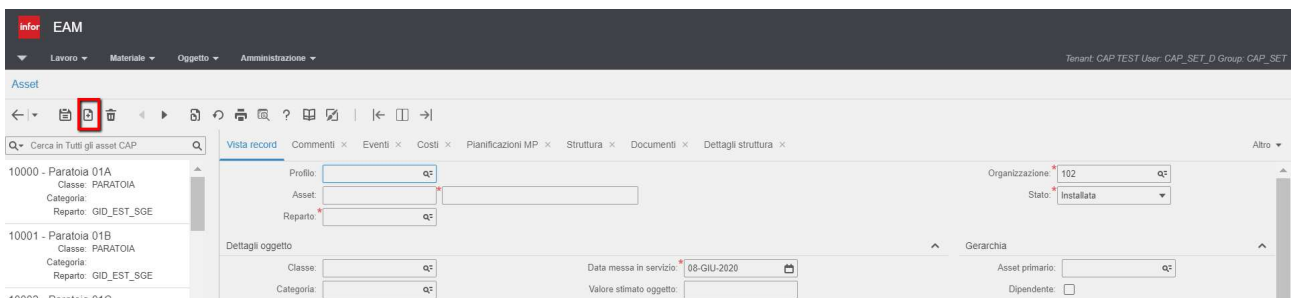 infor EAM
Lavoro Materiale Oggetto Amministrazione Tenant: CAP TEST User: CAP_SET_D Group: CAP_SET
Asset
Cerca in Tutti gli asset CAP
10000 - Paratoia 01A
Classe: PARATOIA
Categoria:
Reparto: GID_EST_SGE
10001 - Paratoia 01B
Classe: PARATOIA
Categoria:
Reparto: GID_EST_SGE
Vista record × Commenti × Eventi × Costi × Pianificazioni MP × Struttura × Documenti × Dettagli struttura × Altro
Profilo: Organizzazione:* 102
Asset: * Stato:* Installata
Reparto:*
Dettagli oggetto Gerarchia
Classe: Data messa in servizio:* 08-GIU-2020 Asset primario:
Categoria: Valore stimato oggetto: Dipendente: